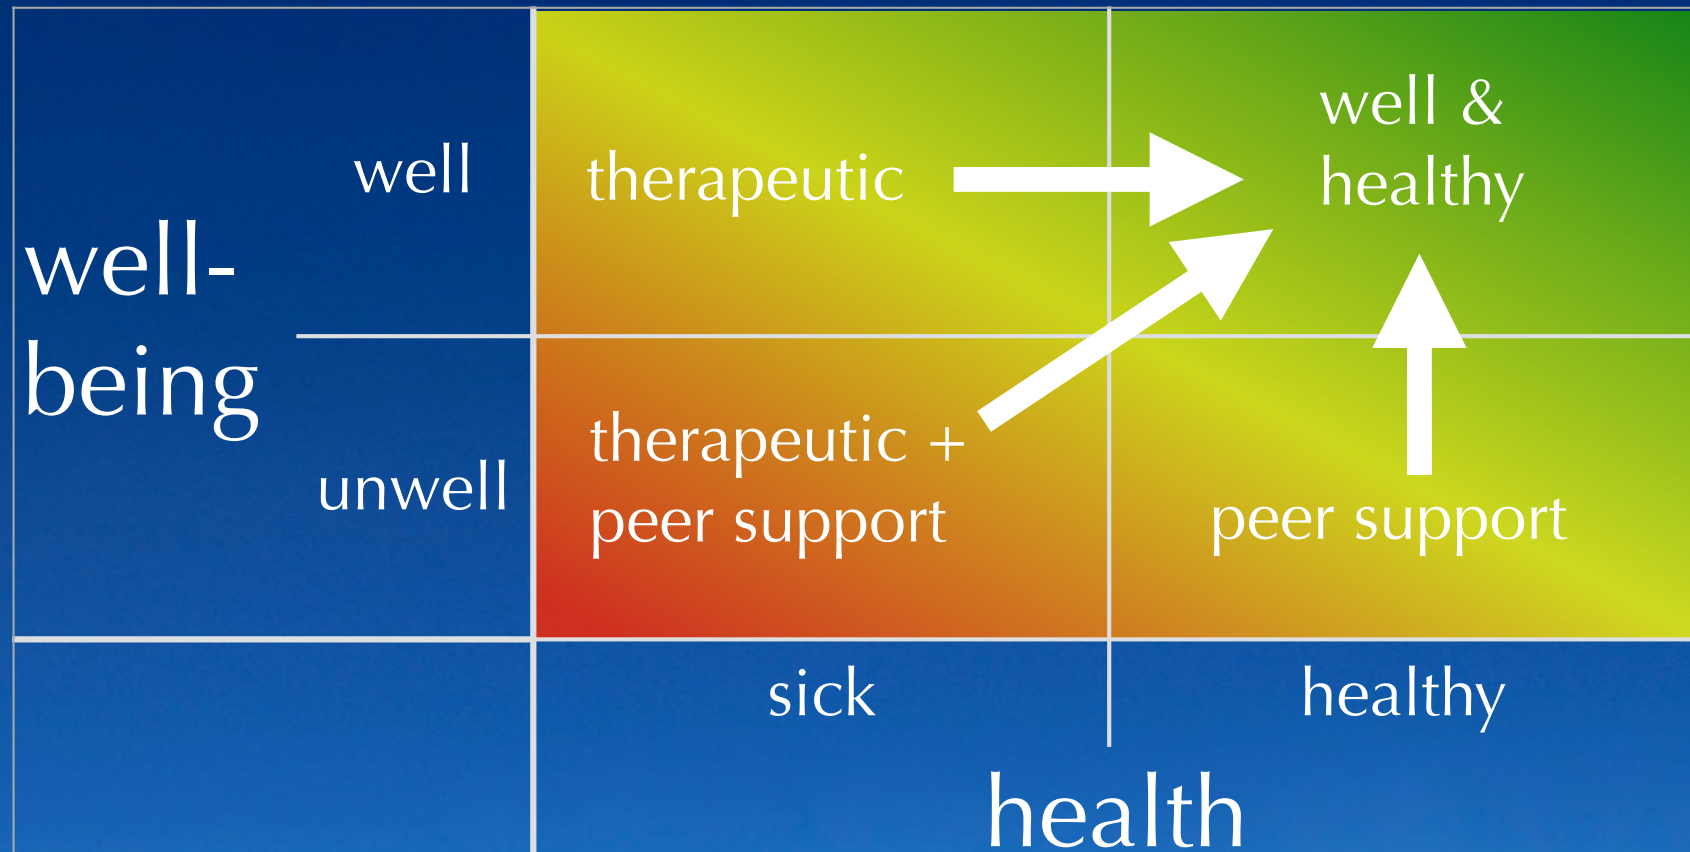 well-
being
well
therapeutic
well &
healthy
unwell
therapeutic +
peer support
peer support
sick
healthy
health